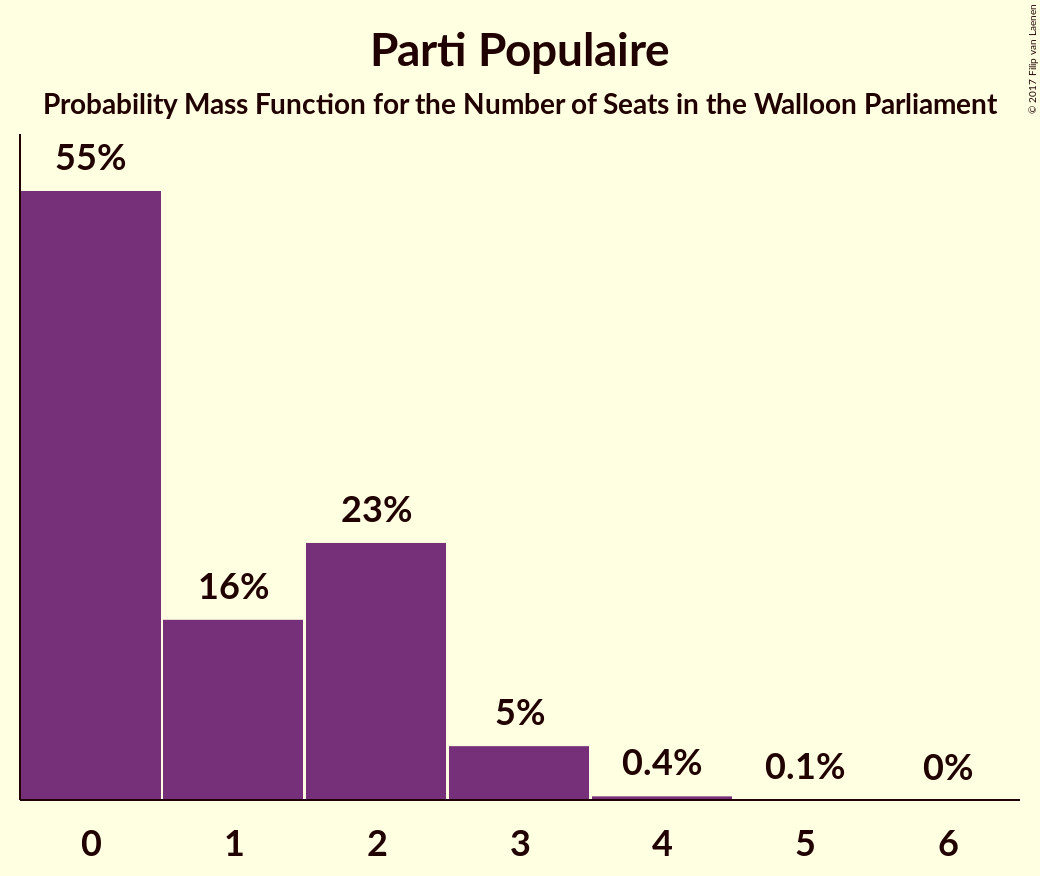 Parti Populaire
Probability Mass Function for the Number of Seats in the Walloon Parliament
© 2017 Filip van Laenen
55%
16%
23%
5%
0.4%
0.1%
0%
0 1 2 3 4 5 6